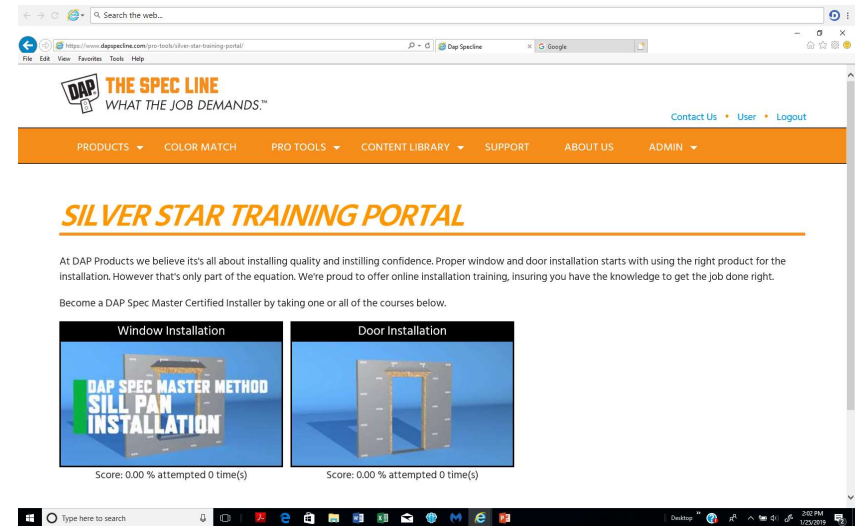 Search the web...
https://www.dapspecline.com/pro-tools/silver-star-training-portal/
Dap Specline
Google
File Edit View Favorites Tools Help
DAP
THE SPEC LINE
WHAT THE JOB DEMANDS.™
Contact Us • User • Logout
PRODUCTS COLOR MATCH PRO TOOLS CONTENT LIBRARY SUPPORT ABOUT US ADMIN
SILVER STAR TRAINING PORTAL
At DAP Products we believe its's all about installing quality and instilling confidence. Proper window and door installation starts with using the right product for the
installation. However that's only part of the equation. We're proud to offer online installation training, insuring you have the knowledge to get the job done right.
Become a DAP Spec Master Certified Installer by taking one or all of the courses below.
Window Installation
DAP SPEC MASTER METHOD
SILL PAN
INSTALLATION
Score: 0.00 % attempted 0 time(s)
Door Installation
Score: 0.00 % attempted 0 time(s)
Type here to search
Desktop
2:02 PM
1/25/2019